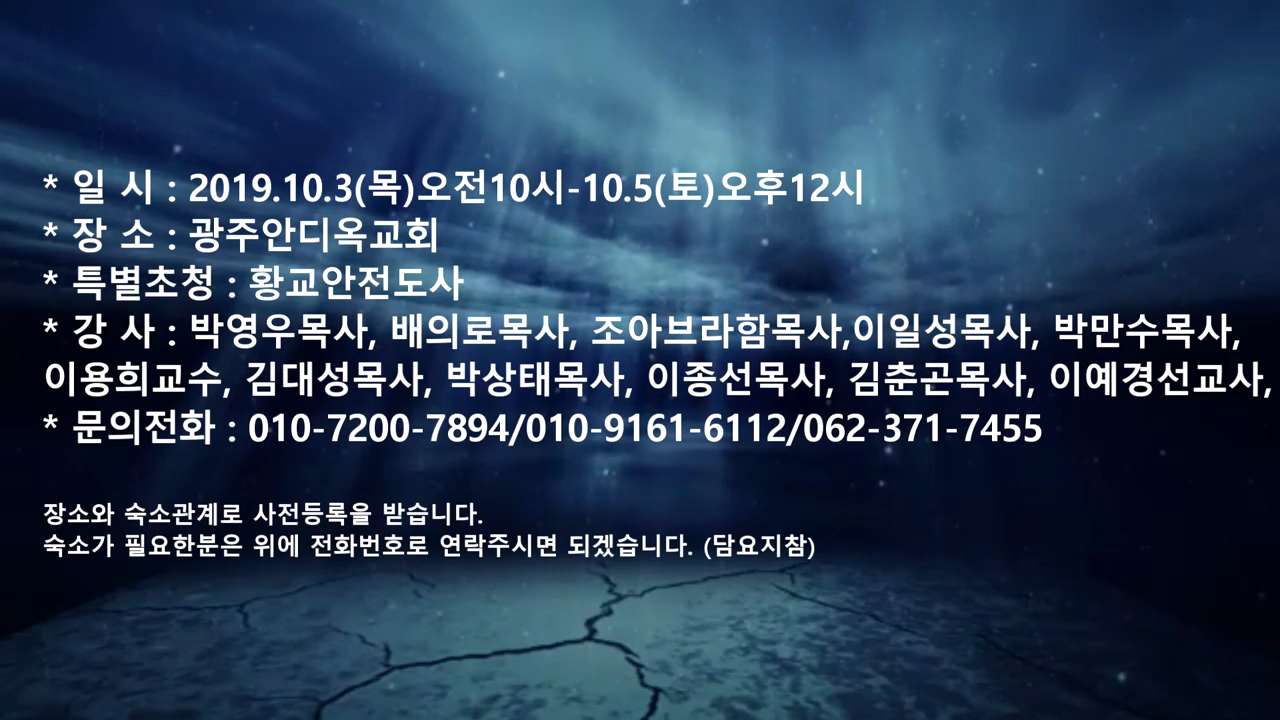 * 일 시 : 2019.10.3(목)오전10시-10.5(토)오후12시
* 장 소 : 광주안디옥교회
* 특별초청 : 황교안전도사
* 강 사 : 박영우목사, 배의로목사, 조아브라함목사,이일성목사, 박만수목사,
이용희교수, 김대성목사, 박상태목사, 이종선목사, 김춘곤목사, 이예경선교사,
* 문의전화 : 010-7200-7894/010-9161-6112/062-371-7455
장소와 숙소관계로 사전등록을 받습니다.
숙소가 필요한분은 위에 전화번호로 연락주시면 되겠습니다. (담요지참)